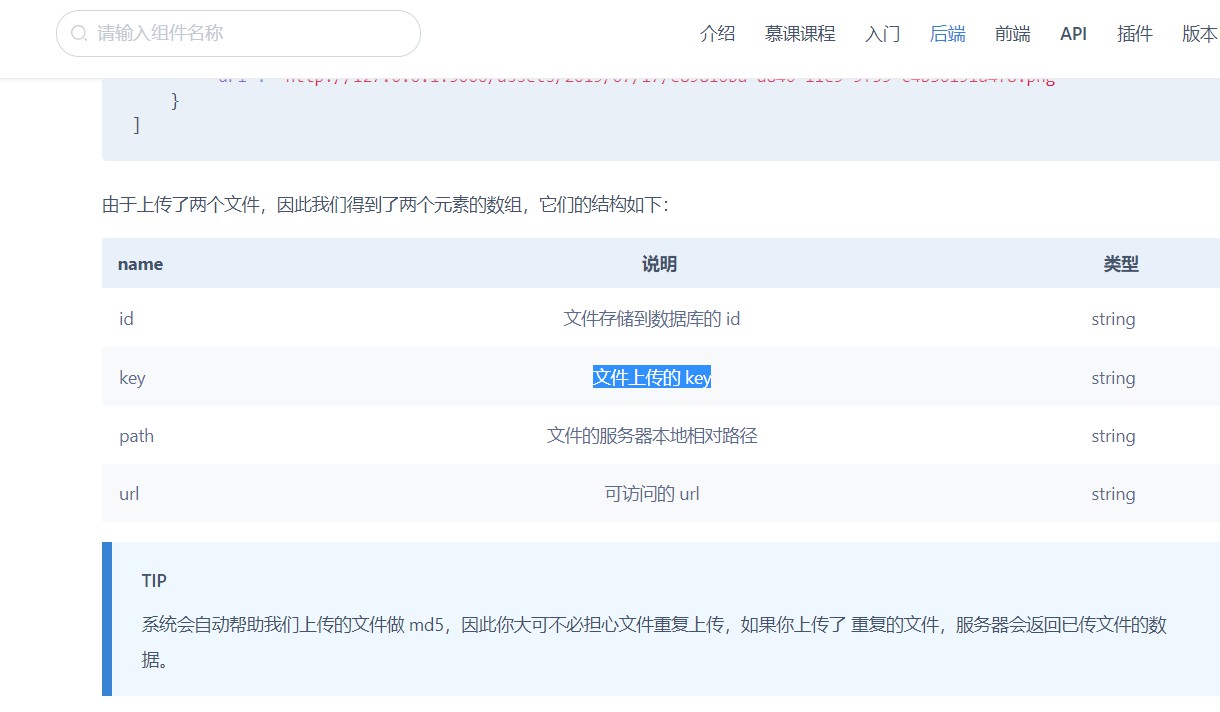 请输入组件名称
介绍 慕课课程 入门 后端 前端 API 插件 版本
}
]
由于上传了两个文件，因此我们得到了两个元素的数组，它们的结构如下：
name 说明 类型
id 文件存储到数据库的 id string
key 文件上传的 key string
path 文件的服务器本地相对路径 string
url 可访问的 url string
TIP
系统会自动帮助我们上传的文件做 md5，因此你大可不必担心文件重复上传，如果你上传了 重复的文件，服务器会返回已传文件的数
据。